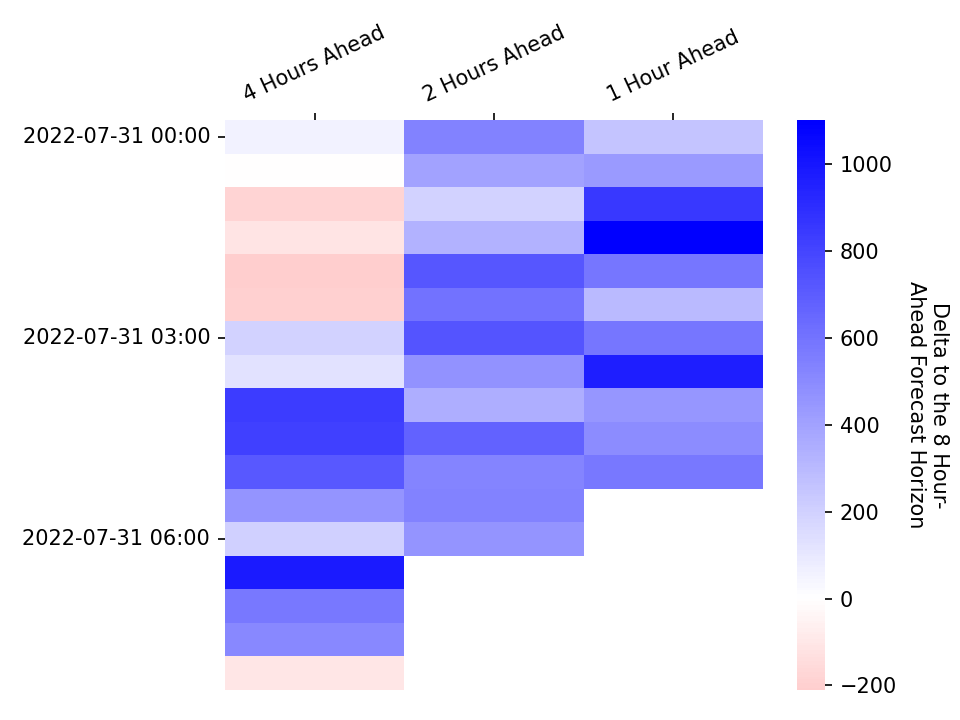 4 Hours Ahead
2 Hours Ahead
1 Hour Ahead
2022-07-31 00:00
2022-07-31 03:00
2022-07-31 06:00
1000
800
600
400
200
0
−200
Delta to the 8 Hour-
Ahead Forecast Horizon